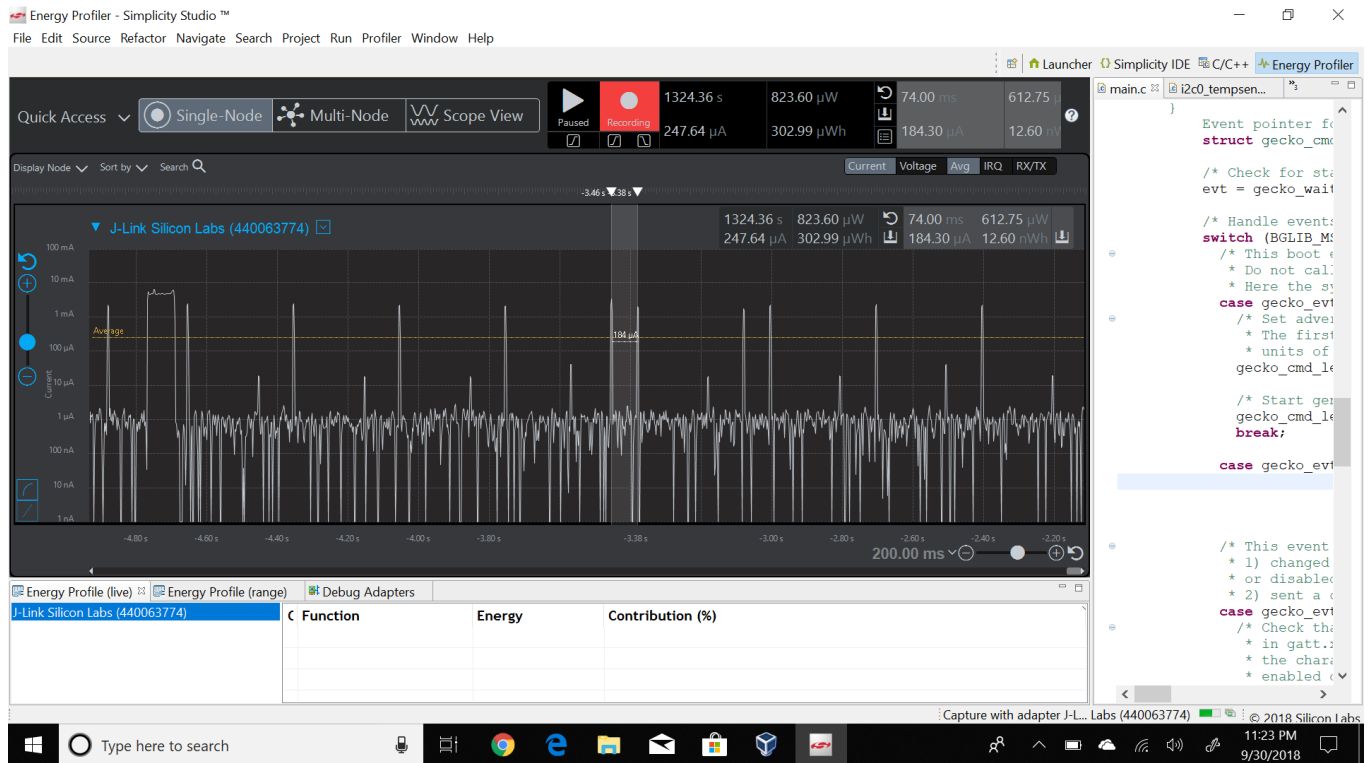 Energy Profiler - Simplicity Studio ™
File Edit Source Refactor Navigate Search Project Run Profiler Window Help
Launcher Simplicity IDE C/C++ Energy Profiler
Quick Access Single-Node Multi-Node Scope View
Paused Recording
1324.36 s 823.60 µW 74.00 ms 612.75 µ
247.64 µA 302.99 µWh 184.30 µA 12.60 nW
Display Node Sort by Search
Current Voltage Avg IRQ RX/TX
-3.46 s -3.38 s
J-Link Silicon Labs (440063774)
1324.36 s 823.60 µW 74.00 ms 612.75 µW
247.64 µA 302.99 µWh 184.30 µA 12.60 nWh
100 mA
10 mA
1 mA
Average
184 µA
100 µA
10 µA
Current
1 µA
100 nA
10 nA
1 nA
-4.80 s -4.60 s -4.40 s -4.20 s -4.00 s -3.80 s -3.38 s -3.00 s -2.80 s -2.60 s -2.40 s -2.20 s
200.00 ms
Energy Profile (live) Energy Profile (range) Debug Adapters
J-Link Silicon Labs (440063774)
C Function Energy Contribution (%)
main.c i2c0_tempsen... »3
}
Event pointer fo
struct gecko_cmd
/* Check for sta
evt = gecko_wait
/* Handle events
switch (BGLIB_MS
/* This boot e
* Do not call
* Here the sy
case gecko_evt
/* Set adver
* The first
* units of
gecko_cmd_le
/* Start gen
gecko_cmd_le
break;
case gecko_evt
/* This event
* 1) changed
* or disabled
* 2) sent a c
case gecko_evt
/* Check tha
* in gatt.x
* the chara
* enabled o
Capture with adapter J-L... Labs (440063774) © 2018 Silicon Labs
Type here to search
11:23 PM
9/30/2018